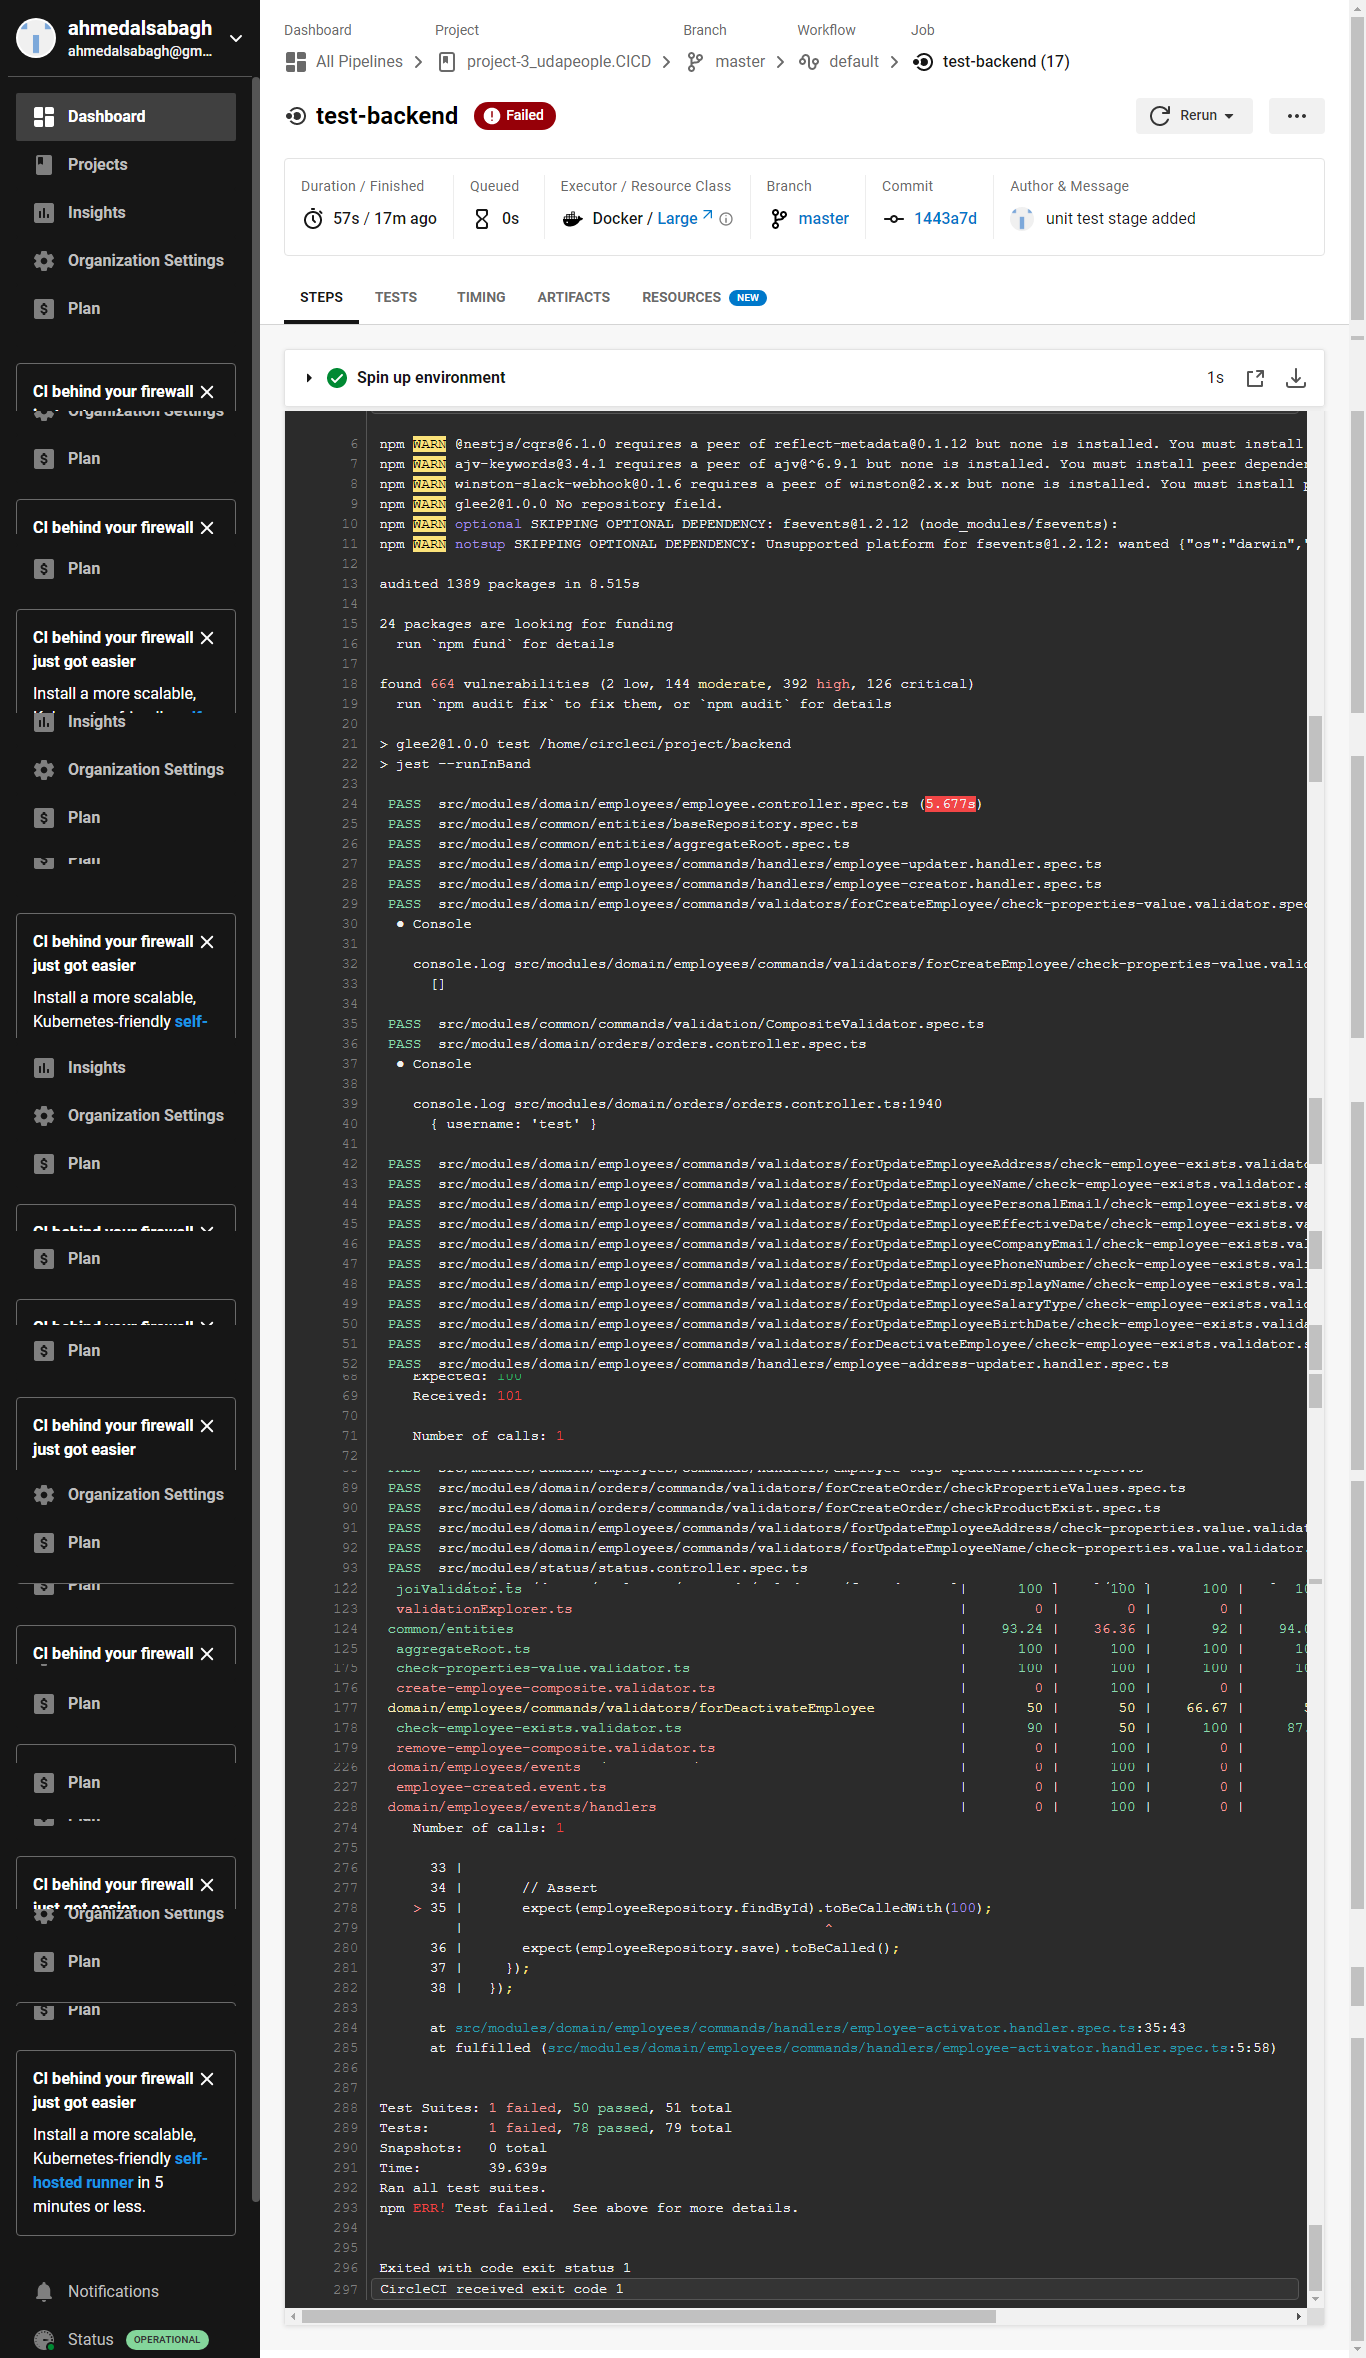 ahmedalsabagh
ahmedalsabagh@gm...
Dashboard
Projects
Insights
Organization Settings
Plan
CI behind your firewall
Organization Settings
Plan
CI behind your firewall
Plan
CI behind your firewall
just got easier
Install a more scalable,
Insights
Organization Settings
Plan
Plan
CI behind your firewall
just got easier
Install a more scalable,
Kubernetes-friendly self-
Insights
Organization Settings
Plan
CI behind your firewall
Plan
CI behind your firewall
Plan
CI behind your firewall
just got easier
Organization Settings
Plan
Plan
CI behind your firewall
Plan
Plan
Plan
CI behind your firewall
just got easier
Organization Settings
Plan
Plan
CI behind your firewall
just got easier
Install a more scalable,
Kubernetes-friendly self-
hosted runner in 5
minutes or less.
Notifications
Status OPERATIONAL
Dashboard Project Branch Workflow Job
All Pipelines project-3_udapeople.CICD master default test-backend (17)
test-backend Failed Rerun
Duration / Finished Queued Executor / Resource Class Branch Commit Author & Message
57s / 17m ago 0s Docker / Large master 1443a7d unit test stage added
STEPS TESTS TIMING ARTIFACTS RESOURCES NEW
Spin up environment 1s
6 npm WARN @nestjs/cqrs@6.1.0 requires a peer of reflect-metadata@0.1.12 but none is installed. You must install
7 npm WARN ajv-keywords@3.4.1 requires a peer of ajv@^6.9.1 but none is installed. You must install peer depender
8 npm WARN winston-slack-webhook@0.1.6 requires a peer of winston@2.x.x but none is installed. You must install p
9 npm WARN glee2@1.0.0 No repository field.
10 npm WARN optional SKIPPING OPTIONAL DEPENDENCY: fsevents@1.2.12 (node_modules/fsevents):
11 npm WARN notsup SKIPPING OPTIONAL DEPENDENCY: Unsupported platform for fsevents@1.2.12: wanted {"os":"darwin","
12
13 audited 1389 packages in 8.515s
14
15 24 packages are looking for funding
16 run `npm fund` for details
17
18 found 664 vulnerabilities (2 low, 144 moderate, 392 high, 126 critical)
19 run `npm audit fix` to fix them, or `npm audit` for details
20
21 > glee2@1.0.0 test /home/circleci/project/backend
22 > jest --runInBand
23
24 PASS src/modules/domain/employees/employee.controller.spec.ts (5.677s)
25 PASS src/modules/common/entities/baseRepository.spec.ts
26 PASS src/modules/common/entities/aggregateRoot.spec.ts
27 PASS src/modules/domain/employees/commands/handlers/employee-updater.handler.spec.ts
28 PASS src/modules/domain/employees/commands/handlers/employee-creator.handler.spec.ts
29 PASS src/modules/domain/employees/commands/validators/forCreateEmployee/check-properties-value.validator.spec
30 ● Console
31
32 console.log src/modules/domain/employees/commands/validators/forCreateEmployee/check-properties-value.valid
33 []
34
35 PASS src/modules/common/commands/validation/CompositeValidator.spec.ts
36 PASS src/modules/domain/orders/orders.controller.spec.ts
37 ● Console
38
39 console.log src/modules/domain/orders/orders.controller.ts:1940
40 { username: 'test' }
41
42 PASS src/modules/domain/employees/commands/validators/forUpdateEmployeeAddress/check-employee-exists.validato
43 PASS src/modules/domain/employees/commands/validators/forUpdateEmployeeName/check-employee-exists.validator.s
44 PASS src/modules/domain/employees/commands/validators/forUpdateEmployeePersonalEmail/check-employee-exists.va
45 PASS src/modules/domain/employees/commands/validators/forUpdateEmployeeEffectiveDate/check-employee-exists.va
46 PASS src/modules/domain/employees/commands/validators/forUpdateEmployeeCompanyEmail/check-employee-exists.val
47 PASS src/modules/domain/employees/commands/validators/forUpdateEmployeePhoneNumber/check-employee-exists.vali
48 PASS src/modules/domain/employees/commands/validators/forUpdateEmployeeDisplayName/check-employee-exists.vali
49 PASS src/modules/domain/employees/commands/validators/forUpdateEmployeeSalaryType/check-employee-exists.valid
50 PASS src/modules/domain/employees/commands/validators/forUpdateEmployeeBirthDate/check-employee-exists.valida
51 PASS src/modules/domain/employees/commands/validators/forDeactivateEmployee/check-employee-exists.validator.s
52 PASS src/modules/domain/employees/commands/handlers/employee-address-updater.handler.spec.ts
68 Expected: 100
69 Received: 101
70
71 Number of calls: 1
72
89 PASS src/modules/domain/orders/commands/validators/forCreateOrder/checkPropertieValues.spec.ts
90 PASS src/modules/domain/orders/commands/validators/forCreateOrder/checkProductExist.spec.ts
91 PASS src/modules/domain/employees/commands/validators/forUpdateEmployeeAddress/check-properties.value.validat
92 PASS src/modules/domain/employees/commands/validators/forUpdateEmployeeName/check-properties.value.validator.
93 PASS src/modules/status/status.controller.spec.ts
122 joiValidator.ts | 100 | 100 | 100 | 10
123 validationExplorer.ts | 0 | 0 | 0 |
124 common/entities | 93.24 | 36.36 | 92 | 94.0
125 aggregateRoot.ts | 100 | 100 | 100 | 10
175 check-properties-value.validator.ts | 100 | 100 | 100 | 10
176 create-employee-composite.validator.ts | 0 | 100 | 0 |
177 domain/employees/commands/validators/forDeactivateEmployee | 50 | 50 | 66.67 | 5
178 check-employee-exists.validator.ts | 90 | 50 | 100 | 87.
179 remove-employee-composite.validator.ts | 0 | 100 | 0 |
226 domain/employees/events | 0 | 100 | 0 |
227 employee-created.event.ts | 0 | 100 | 0 |
228 domain/employees/events/handlers | 0 | 100 | 0 |
274 Number of calls: 1
275
276 33 |
277 34 | // Assert
278 > 35 | expect(employeeRepository.findById).toBeCalledWith(100);
279 | ^
280 36 | expect(employeeRepository.save).toBeCalled();
281 37 | });
282 38 | });
283
284 at src/modules/domain/employees/commands/handlers/employee-activator.handler.spec.ts:35:43
285 at fulfilled (src/modules/domain/employees/commands/handlers/employee-activator.handler.spec.ts:5:58)
286
287
288 Test Suites: 1 failed, 50 passed, 51 total
289 Tests: 1 failed, 78 passed, 79 total
290 Snapshots: 0 total
291 Time: 39.639s
292 Ran all test suites.
293 npm ERR! Test failed. See above for more details.
294
295
296 Exited with code exit status 1
297 CircleCI received exit code 1